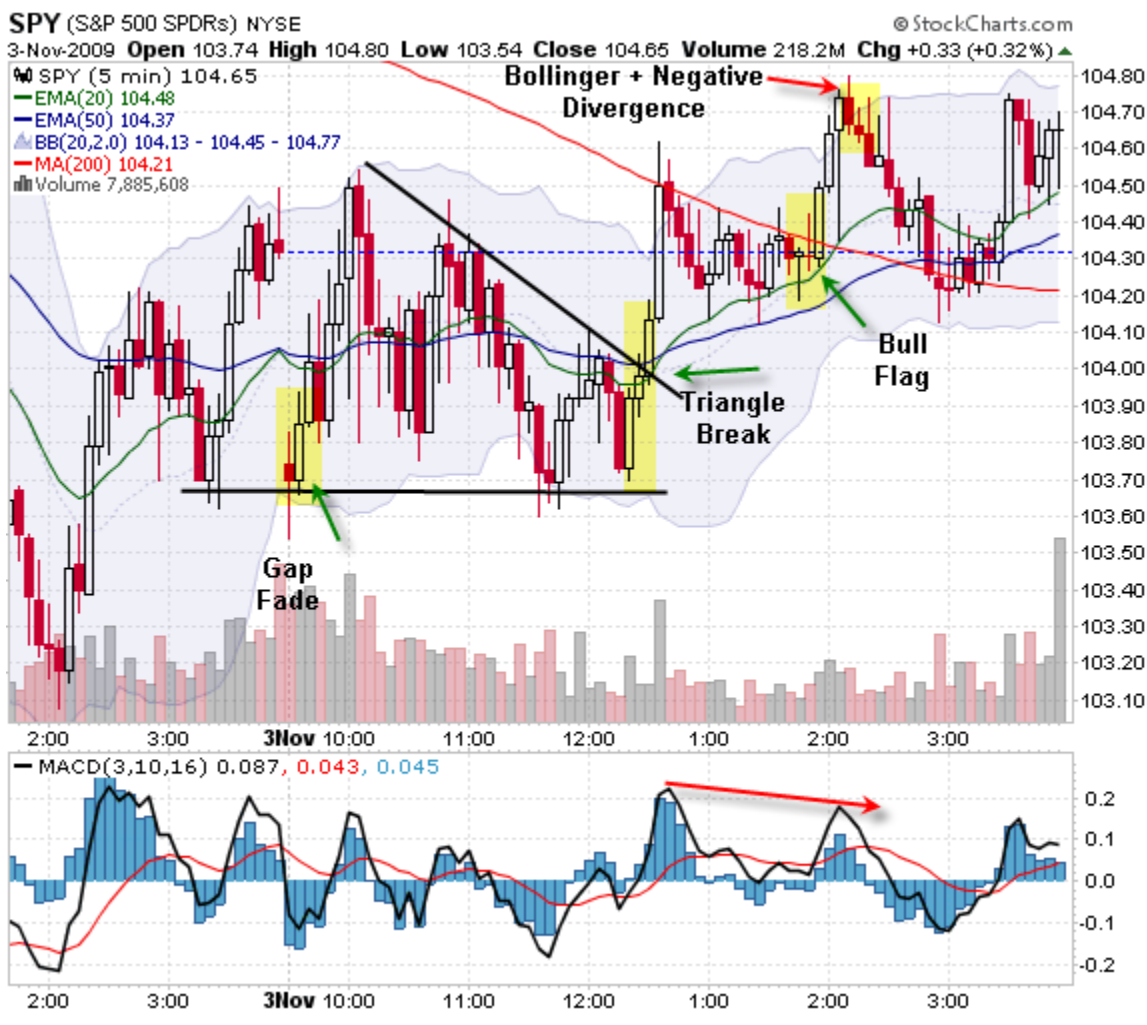 SPY (S&P 500 SPDRs) NYSE
© StockCharts.com
3-Nov-2009 Open 103.74 High 104.80 Low 103.54 Close 104.65 Volume 218.2M Chg +0.33 (+0.32%)
SPY (5 min) 104.65
EMA(20) 104.48
EMA(50) 104.37
BB(20,2.0) 104.13 - 104.45 - 104.77
MA(200) 104.21
Volume 7,885,608
Bollinger + Negative
Divergence
Bull
Flag
Triangle
Break
Gap
Fade
104.80
104.70
104.60
104.50
104.40
104.30
104.20
104.10
104.00
103.90
103.80
103.70
103.60
103.50
103.40
103.30
103.20
103.10
2:00 3:00 3Nov 10:00 11:00 12:00 1:00 2:00 3:00
MACD(3,10,16) 0.087, 0.043, 0.045
0.2
0.1
0.0
-0.1
-0.2
2:00 3:00 3Nov 10:00 11:00 12:00 1:00 2:00 3:00